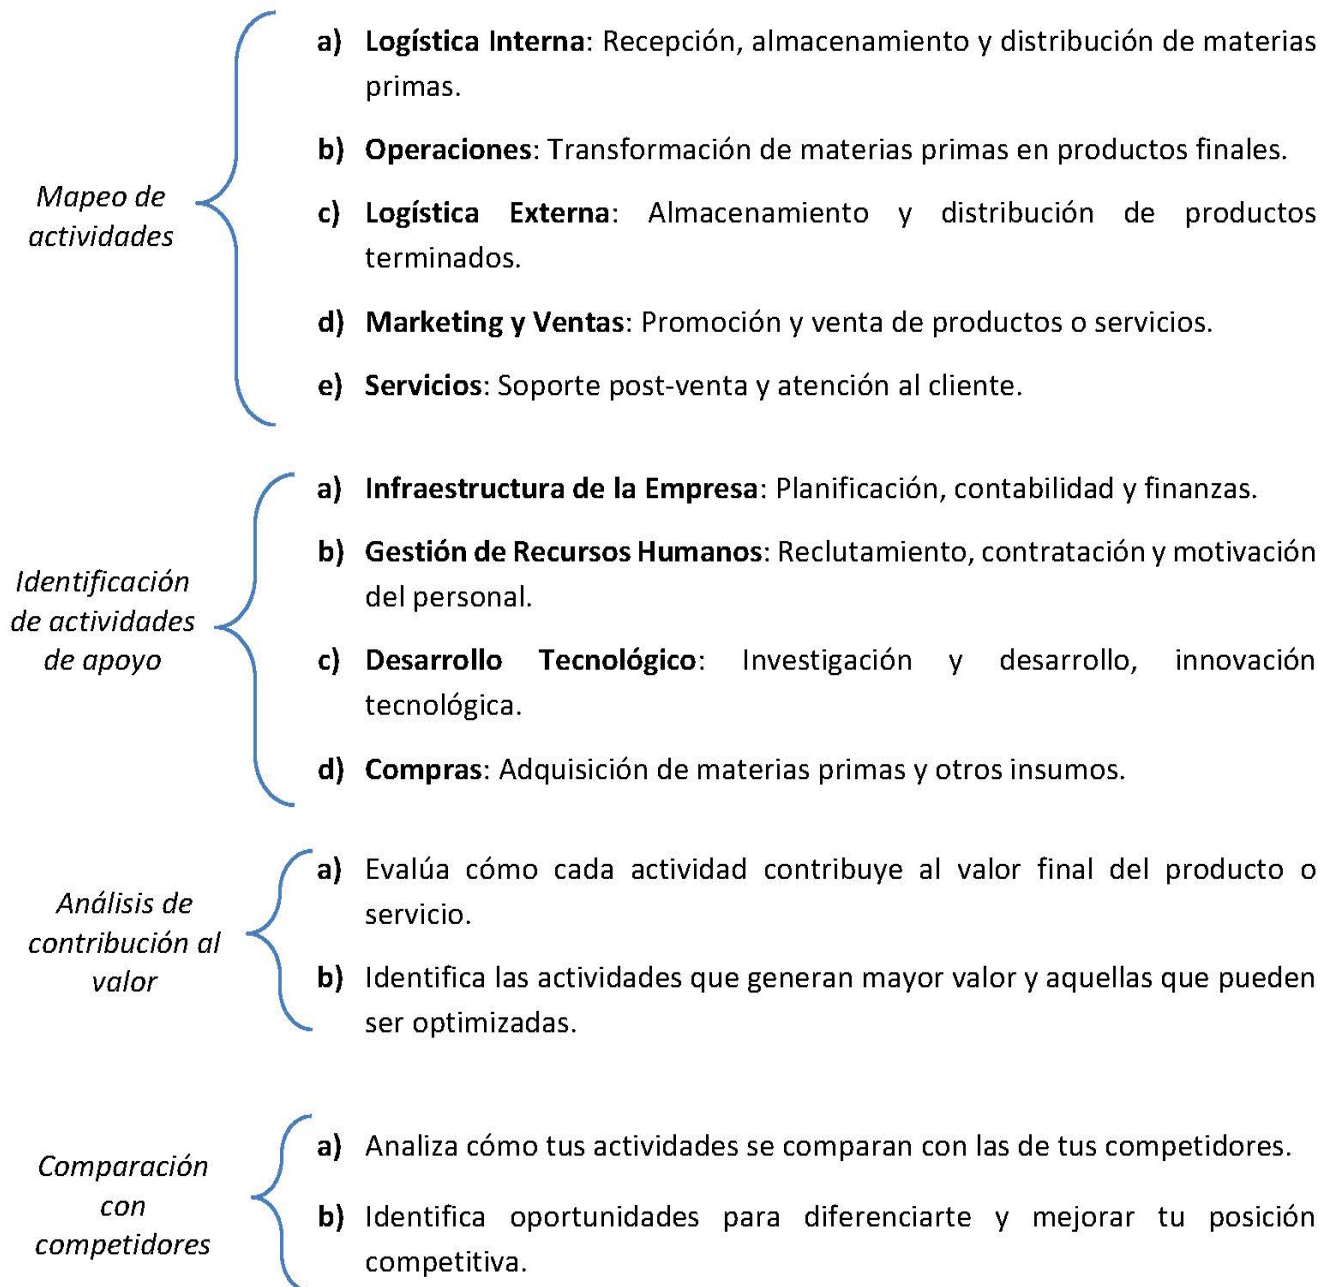 Mapeo de
actividades
a) Logística Interna: Recepción, almacenamiento y distribución de materias
primas.
b) Operaciones: Transformación de materias primas en productos finales.
c) Logística Externa: Almacenamiento y distribución de productos
terminados.
d) Marketing y Ventas: Promoción y venta de productos o servicios.
e) Servicios: Soporte post-venta y atención al cliente.
Identificación
de actividades
de apoyo
a) Infraestructura de la Empresa: Planificación, contabilidad y finanzas.
b) Gestión de Recursos Humanos: Reclutamiento, contratación y motivación
del personal.
c) Desarrollo Tecnológico: Investigación y desarrollo, innovación
tecnológica.
d) Compras: Adquisición de materias primas y otros insumos.
Análisis de
contribución al
valor
a) Evalúa cómo cada actividad contribuye al valor final del producto o
servicio.
b) Identifica las actividades que generan mayor valor y aquellas que pueden
ser optimizadas.
Comparación
con
competidores
a) Analiza cómo tus actividades se comparan con las de tus competidores.
b) Identifica oportunidades para diferenciarte y mejorar tu posición
competitiva.